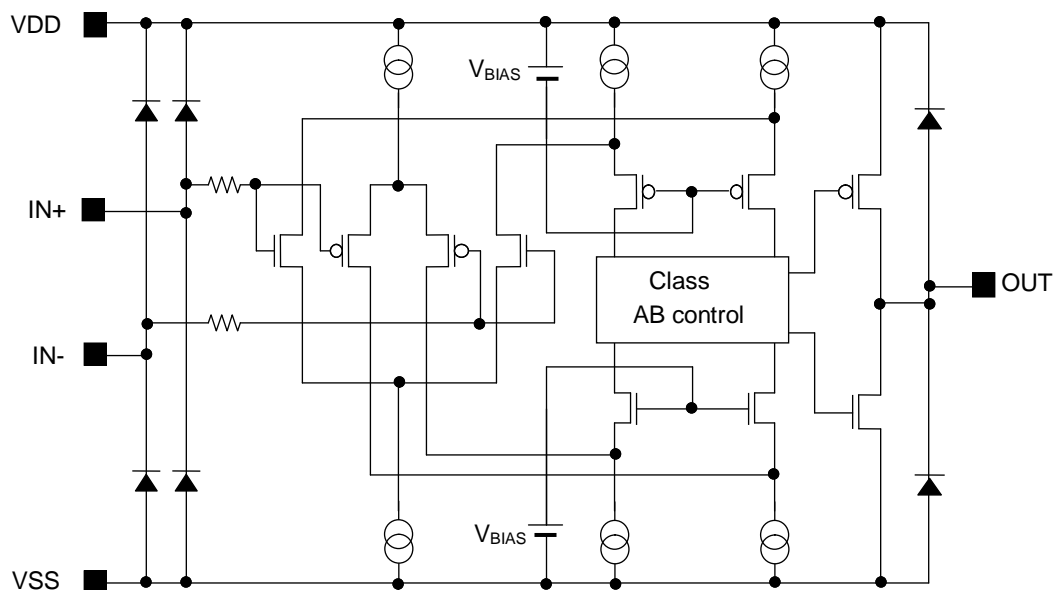 VDD
VBIAS
IN+
Class
AB control
OUT
IN-
VBIAS
VSS